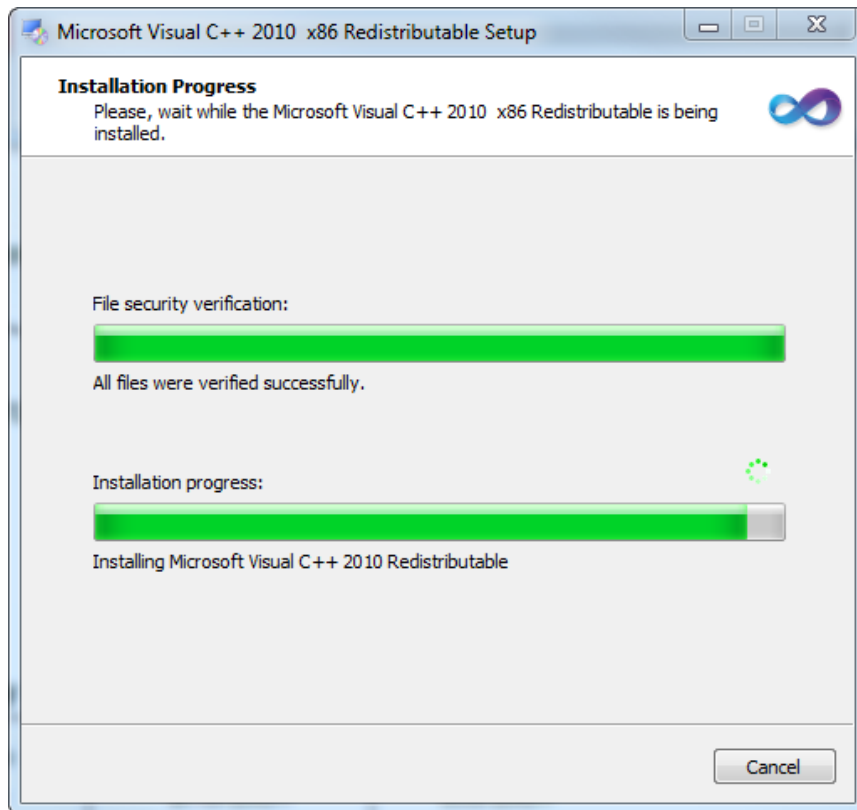 Microsoft Visual C++ 2010  x86 Redistributable Setup
Installation Progress
Please, wait while the Microsoft Visual C++ 2010  x86 Redistributable is being
installed.
File security verification:
All files were verified successfully.
Installation progress:
Installing Microsoft Visual C++ 2010 Redistributable
Cancel